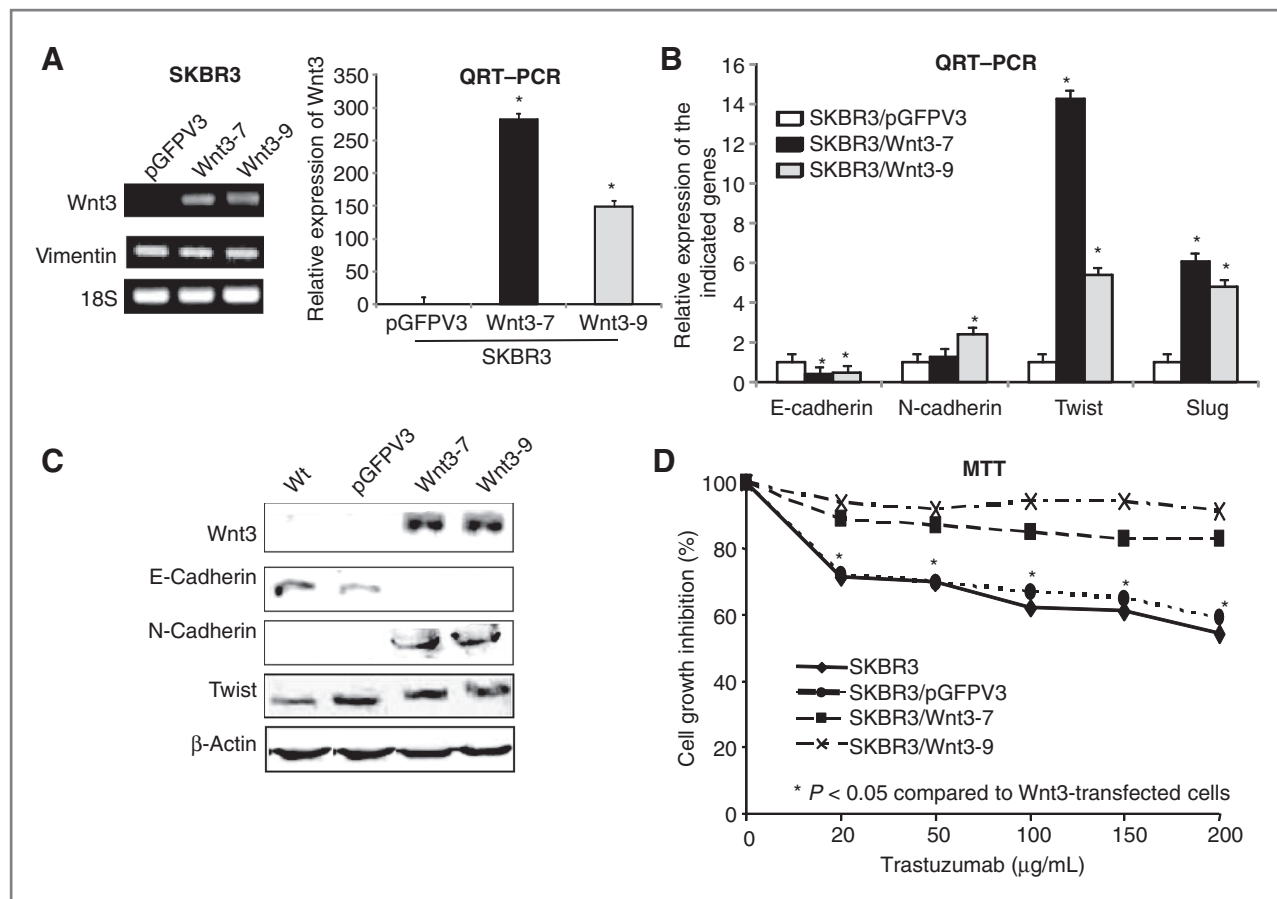 A
SKBR3
pGFPV3
Wnt3-7
Wnt3-9
Wnt3
Vimentin
18S
QRT–PCR
Relative expression of Wnt3
350
300
250
200
150
100
50
0
*
*
pGFPV3 Wnt3-7 Wnt3-9
SKBR3
B
QRT–PCR
Relative expression of the
indicated genes
16
14
12
10
8
6
4
2
0
SKBR3/pGFPV3
SKBR3/Wnt3-7
SKBR3/Wnt3-9
* * * * * * *
E-cadherin N-cadherin Twist Slug
C
Wt
pGFPV3
Wnt3-7
Wnt3-9
Wnt3
E-Cadherin
N-Cadherin
Twist
β-Actin
D
MTT
Cell growth inhibition (%)
100
80
60
40
20
0
* * * * *
SKBR3
SKBR3/pGFPV3
SKBR3/Wnt3-7
SKBR3/Wnt3-9
* P < 0.05 compared to Wnt3-transfected cells
0 20 50 100 150 200
Trastuzumab (μg/mL)